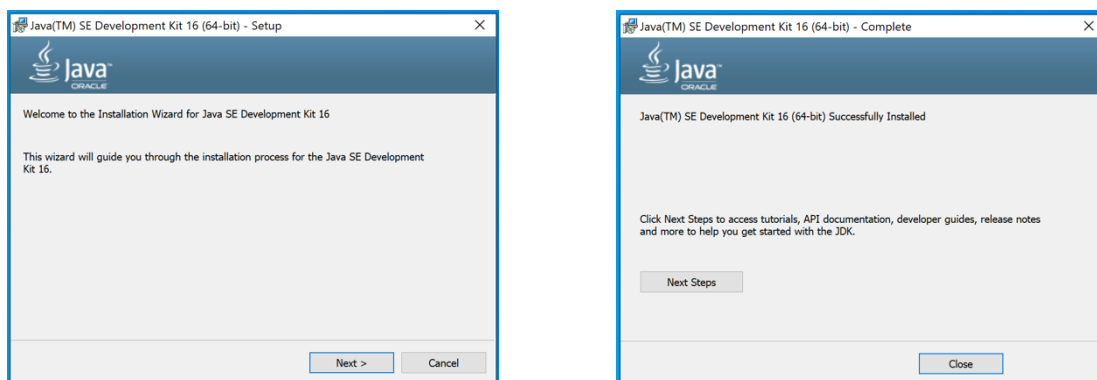 Java(TM) SE Development Kit 16 (64-bit) - Setup
Java™
ORACLE
Welcome to the Installation Wizard for Java SE Development Kit 16
This wizard will guide you through the installation process for the Java SE Development
Kit 16.
Next >
Cancel
Java(TM) SE Development Kit 16 (64-bit) - Complete
Java™
ORACLE
Java(TM) SE Development Kit 16 (64-bit) Successfully Installed
Click Next Steps to access tutorials, API documentation, developer guides, release notes
and more to help you get started with the JDK.
Next Steps
Close